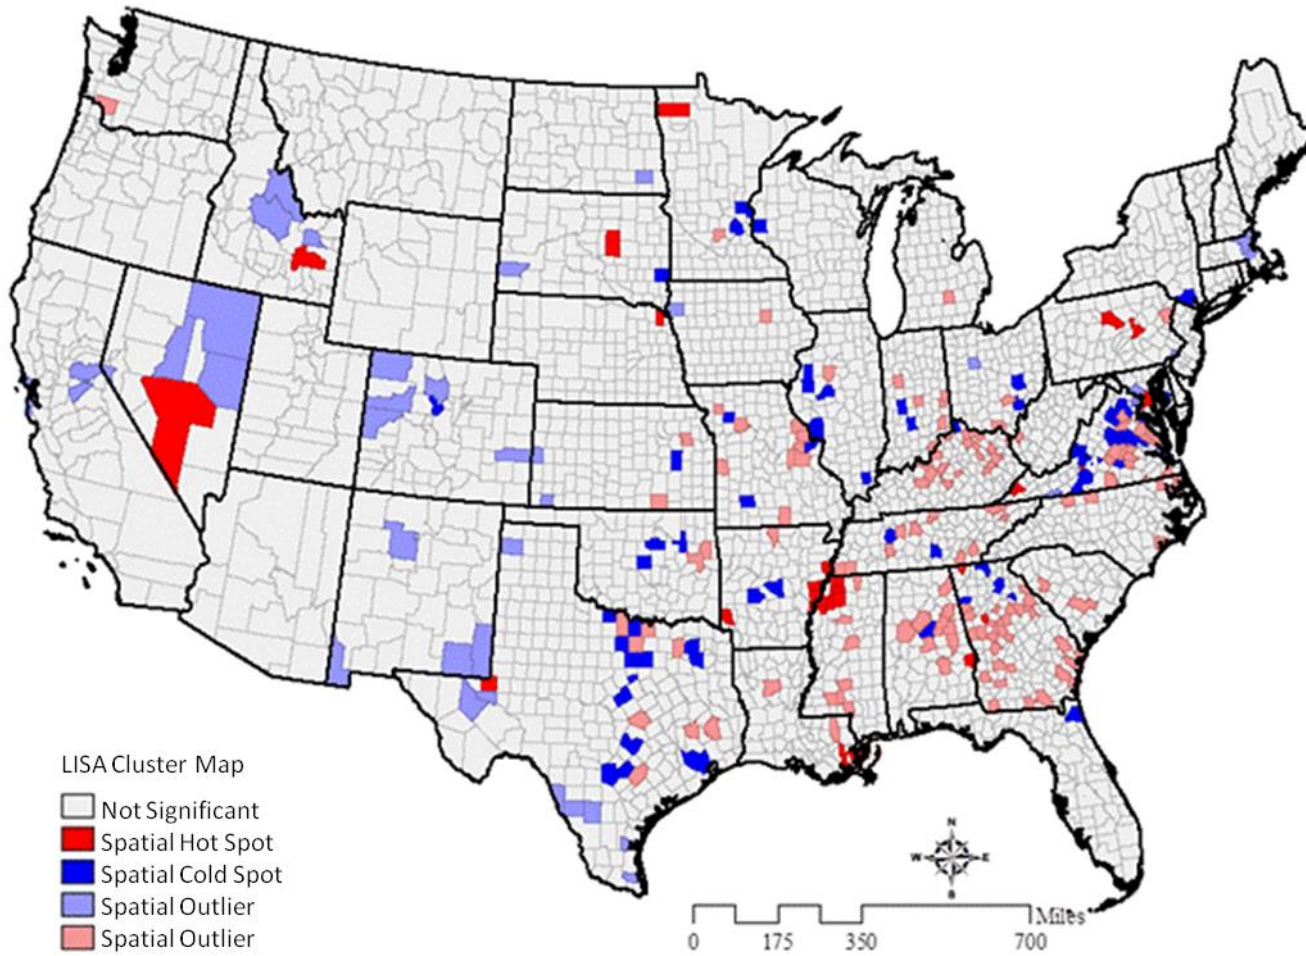 LISA Cluster Map
Not Significant
Spatial Hot Spot
Spatial Cold Spot
Spatial Outlier
Spatial Outlier
N
W E
S
Miles
0 175 350 700